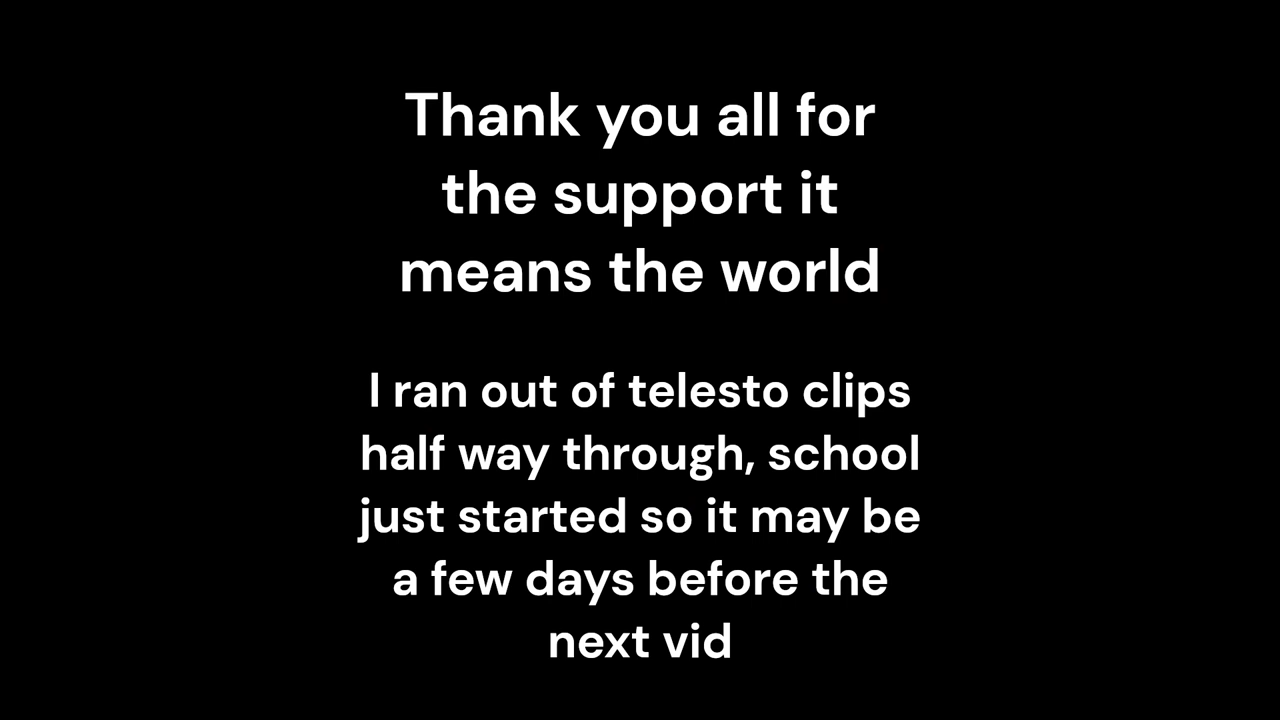 Thank you all for
the support it
means the world
I ran out of telesto clips
half way through, school
just started so it may be
a few days before the
next vid